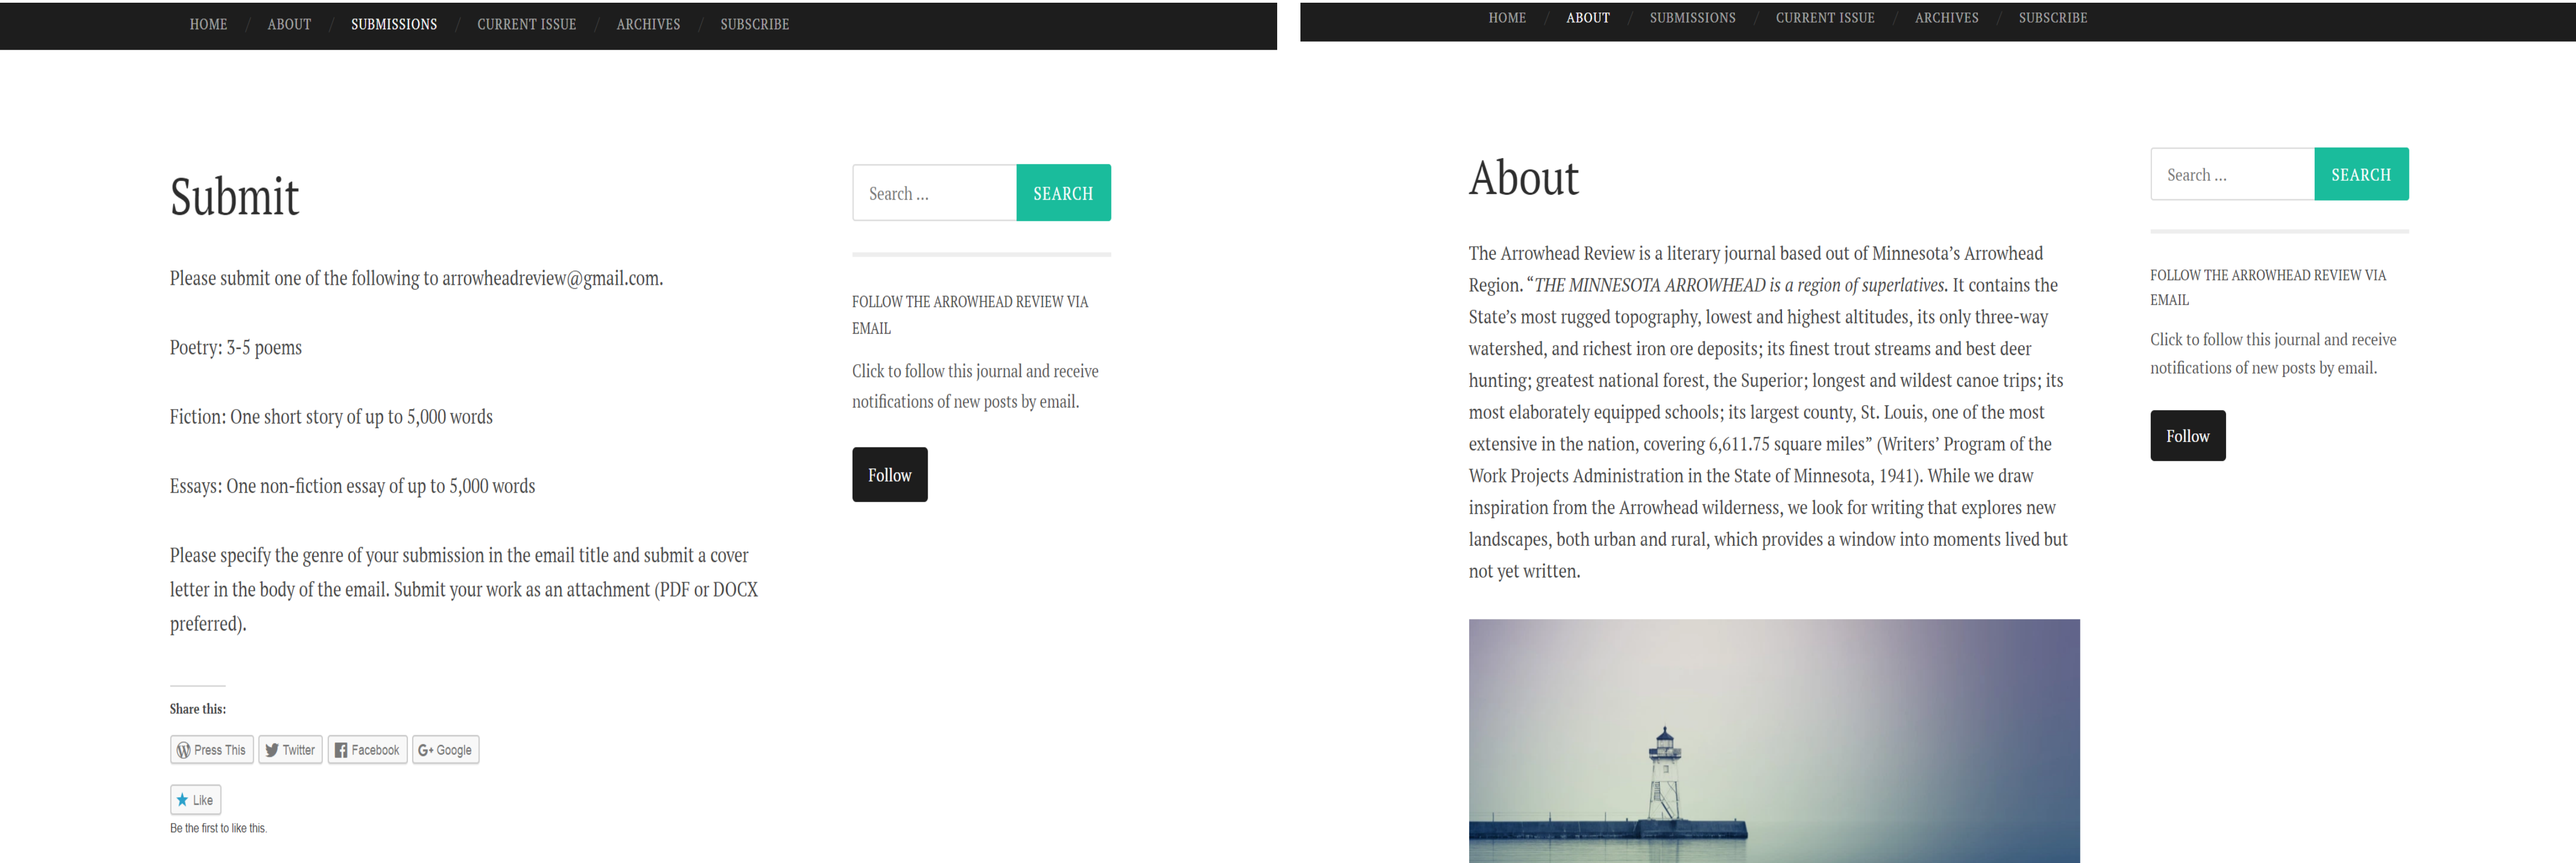 HOME / ABOUT / SUBMISSIONS / CURRENT ISSUE / ARCHIVES / SUBSCRIBE
Submit
Please submit one of the following to arrowheadreview@gmail.com.
Poetry: 3-5 poems
Fiction: One short story of up to 5,000 words
Essays: One non-fiction essay of up to 5,000 words
Please specify the genre of your submission in the email title and submit a cover
letter in the body of the email. Submit your work as an attachment (PDF or DOCX
preferred).
Share this:
Press This Twitter Facebook G+ Google
Like
Be the first to like this.
Search ... SEARCH
FOLLOW THE ARROWHEAD REVIEW VIA
EMAIL
Click to follow this journal and receive
notifications of new posts by email.
Follow
HOME / ABOUT / SUBMISSIONS / CURRENT ISSUE / ARCHIVES / SUBSCRIBE
About
The Arrowhead Review is a literary journal based out of Minnesota’s Arrowhead
Region. “THE MINNESOTA ARROWHEAD is a region of superlatives. It contains the
State’s most rugged topography, lowest and highest altitudes, its only three-way
watershed, and richest iron ore deposits; its finest trout streams and best deer
hunting; greatest national forest, the Superior; longest and wildest canoe trips; its
most elaborately equipped schools; its largest county, St. Louis, one of the most
extensive in the nation, covering 6,611.75 square miles” (Writers’ Program of the
Work Projects Administration in the State of Minnesota, 1941). While we draw
inspiration from the Arrowhead wilderness, we look for writing that explores new
landscapes, both urban and rural, which provides a window into moments lived but
not yet written.
Search ... SEARCH
FOLLOW THE ARROWHEAD REVIEW VIA
EMAIL
Click to follow this journal and receive
notifications of new posts by email.
Follow